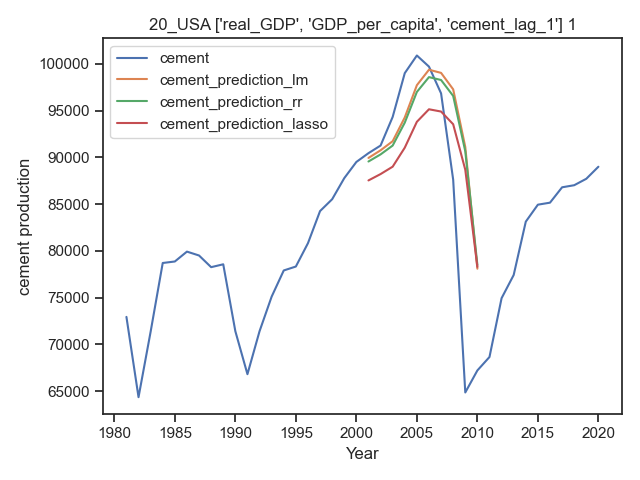 20_USA ['real_GDP', 'GDP_per_capita', 'cement_lag_1'] 1
cement
cement_prediction_lm
cement_prediction_rr
cement_prediction_lasso
cement production
100000
95000
90000
85000
80000
75000
70000
65000
1980 1985 1990 1995 2000 2005 2010 2015 2020
Year